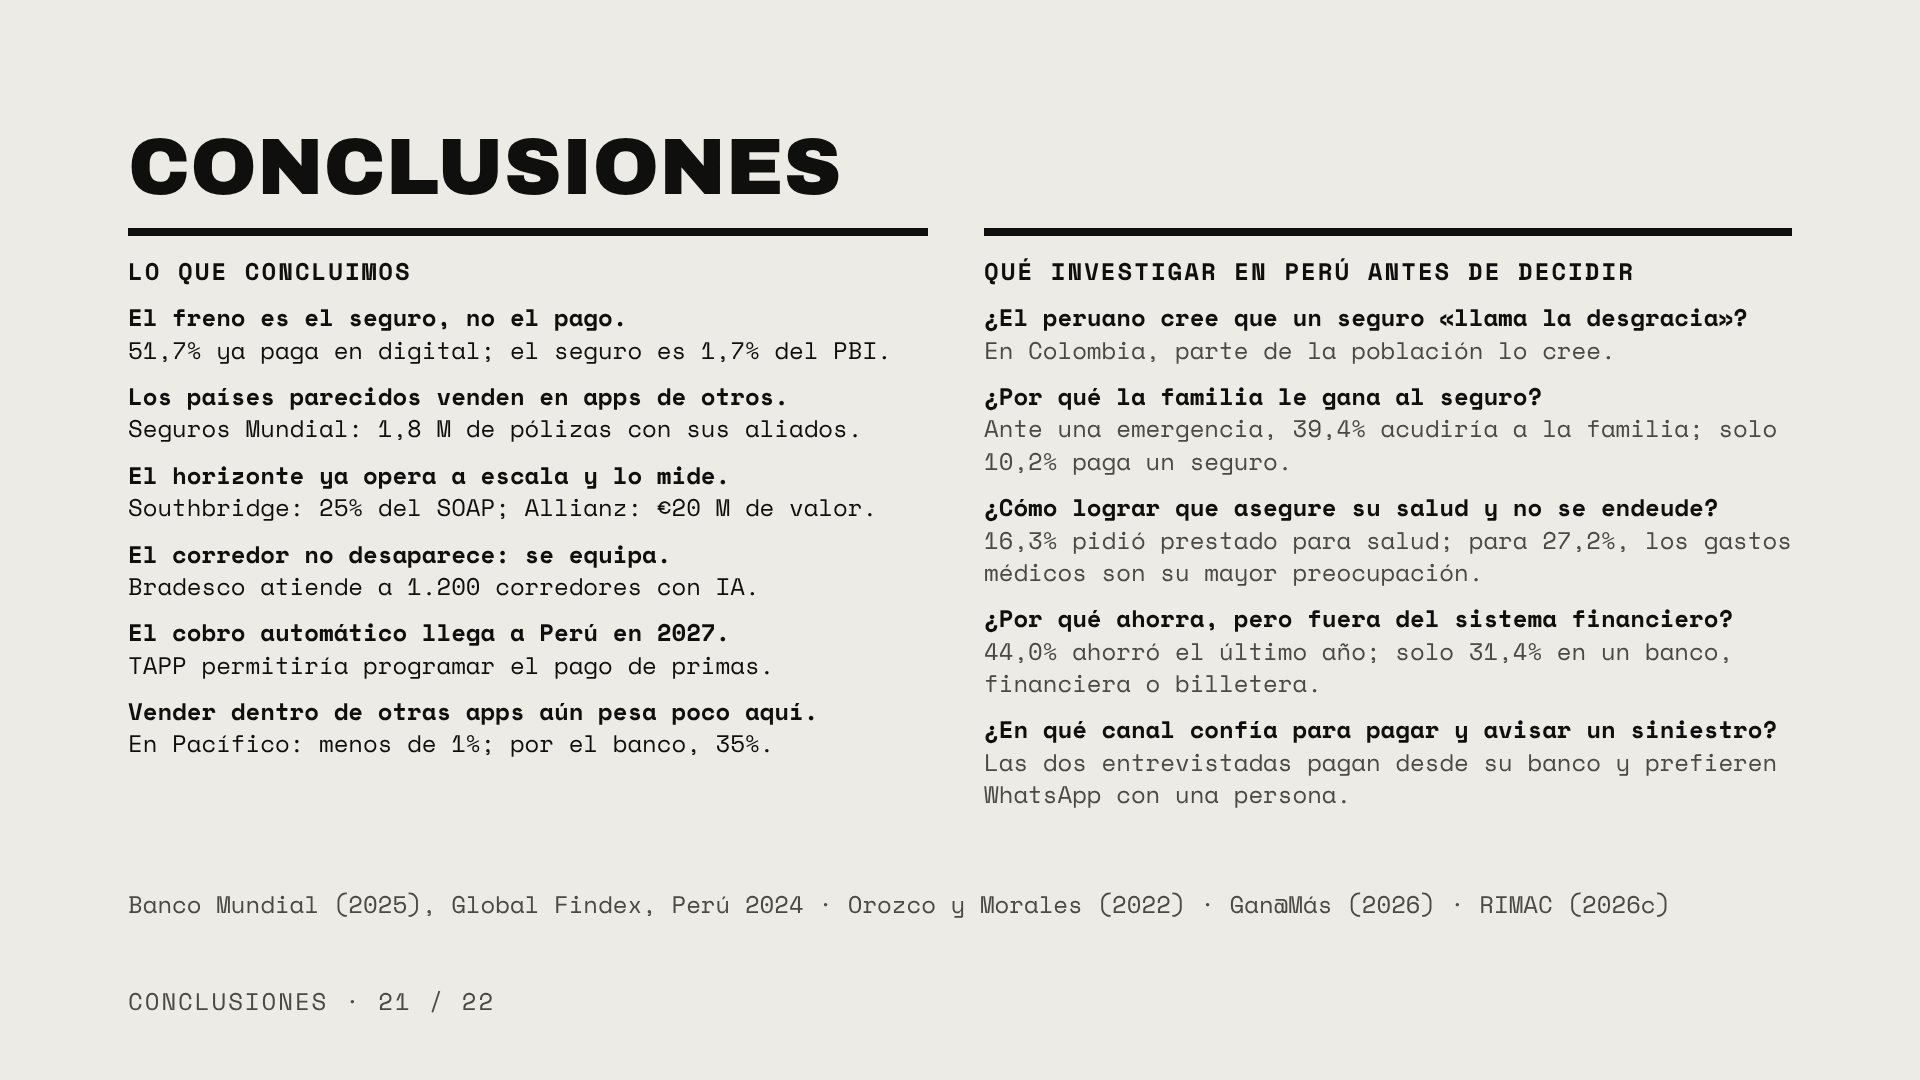 CONCLUSIONES
LO QUE CONCLUIMOS
El freno es el seguro, no el pago.
51,7% ya paga en digital; el seguro es 1,7% del PBI.
Los países parecidos venden en apps de otros.
Seguros Mundial: 1,8 M de pólizas con sus aliados.
El horizonte ya opera a escala y lo mide.
Southbridge: 25% del SOAP; Allianz: €20 M de valor.
El corredor no desaparece: se equipa.
Bradesco atiende a 1.200 corredores con IA.
El cobro automático llega a Perú en 2027.
TAPP permitiría programar el pago de primas.
Vender dentro de otras apps aún pesa poco aquí.
En Pacífico: menos de 1%; por el banco, 35%.
QUÉ INVESTIGAR EN PERÚ ANTES DE DECIDIR
¿El peruano cree que un seguro «llama la desgracia»?
En Colombia, parte de la población lo cree.
¿Por qué la familia le gana al seguro?
Ante una emergencia, 39,4% acudiría a la familia; solo
10,2% paga un seguro.
¿Cómo lograr que asegure su salud y no se endeude?
16,3% pidió prestado para salud; para 27,2%, los gastos
médicos son su mayor preocupación.
¿Por qué ahorra, pero fuera del sistema financiero?
44,0% ahorró el último año; solo 31,4% en un banco,
financiera o billetera.
¿En qué canal confía para pagar y avisar un siniestro?
Las dos entrevistadas pagan desde su banco y prefieren
WhatsApp con una persona.
Banco Mundial (2025), Global Findex, Perú 2024 · Orozco y Morales (2022) · Gan@Más (2026) · RIMAC (2026c)
CONCLUSIONES · 21 / 22